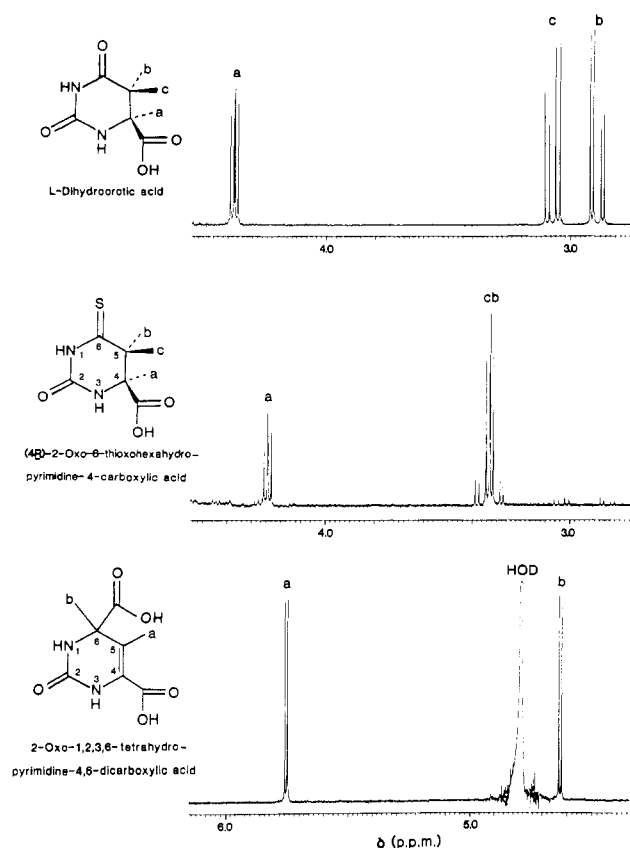 a
c
b
O
b
HN
c
a
O
N
H
O
OH
L-Dihydroorotic acid
4.0
3.0
S
cb
b
HN
1
6
5
c
a
2
3
4
O
N
H
O
OH
a
(4R)-2-Oxo-6-thioxohexahydro-
pyrimidine-4-carboxylic acid
4.0
3.0
O
b
OH
a
HOD
b
HN
1
6
5
a
2
3
4
O
N
H
O
OH
2-Oxo-1,2,3,6-tetrahydro-
pyrimidine-4,6-dicarboxylic acid
6.0
5.0
δ (p.p.m.)